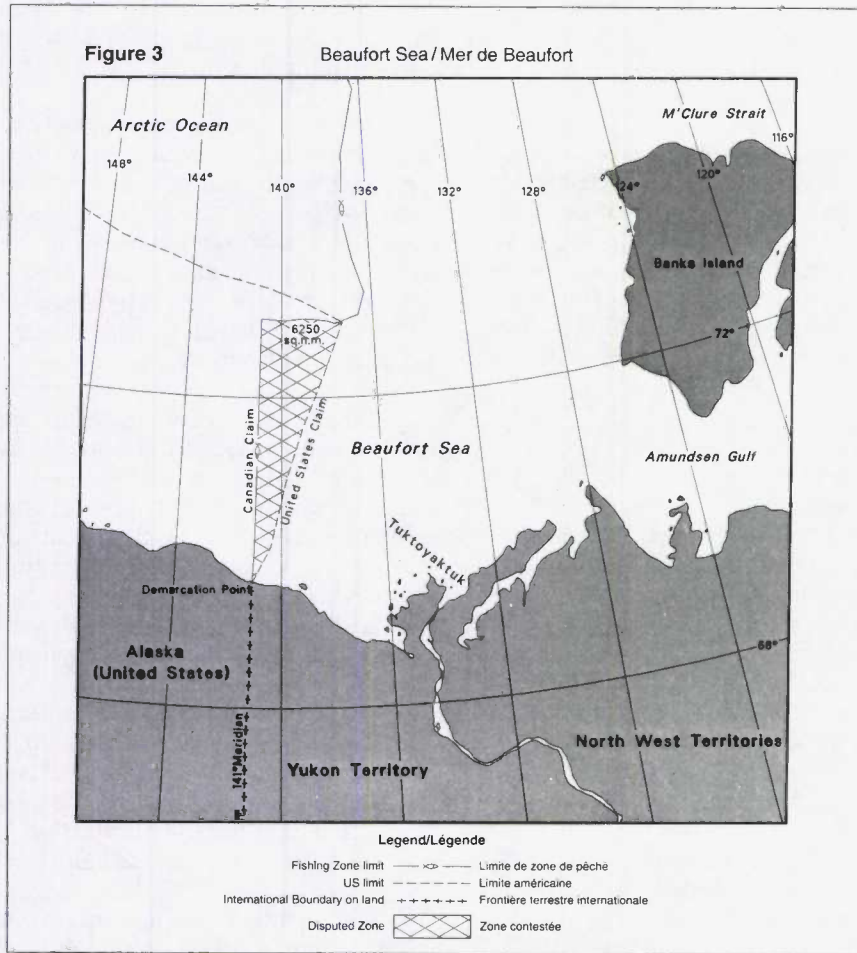 Figure 3
Beaufort Sea / Mer de Beaufort
Arctic Ocean
M'Clure Strait
148°
144°
140°
136°
132°
128°
124°
120°
116°
Banks Island
6250
sq.n.m.
72°
Canadian Claim
United States Claim
Beaufort Sea
Amundsen Gulf
Tuktoyaktuk
Demarcation Point
Alaska
(United States)
68°
141° Meridian
Yukon Territory
North West Territories
Legend/Légende
Fishing Zone limit Limite de zone de pêche
US limit Limite américaine
International Boundary on land Frontière terrestre internationale
Disputed Zone Zone contestée